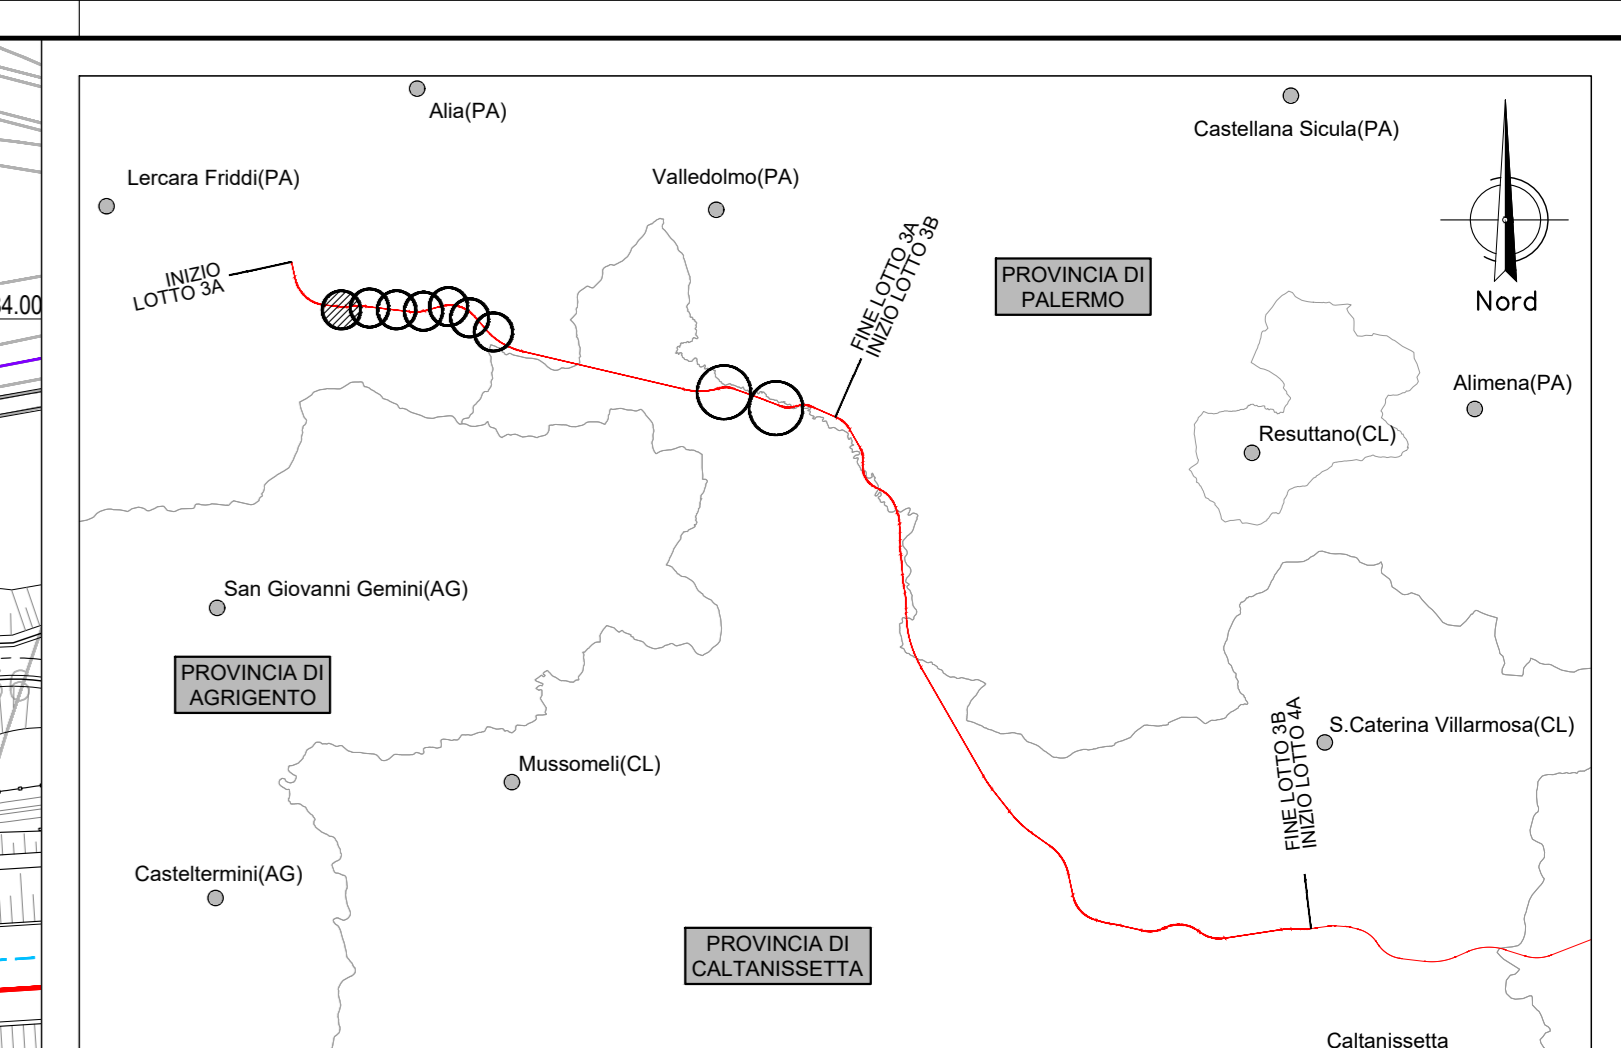 Alia(PA)
Castellana Sicula(PA)
Lercara Friddi(PA)
Valledolmo(PA)
INIZIO
LOTTO 3A
FINE LOTTO 3A
INIZIO LOTTO 3B
PROVINCIA DI
PALERMO
Nord
Alimena(PA)
Resuttano(CL)
San Giovanni Gemini(AG)
PROVINCIA DI
AGRIGENTO
FINE LOTTO 3B
INIZIO LOTTO 4A
S.Caterina Villarmosa(CL)
Mussomeli(CL)
Casteltermini(AG)
PROVINCIA DI
CALTANISSETTA
Caltanissetta